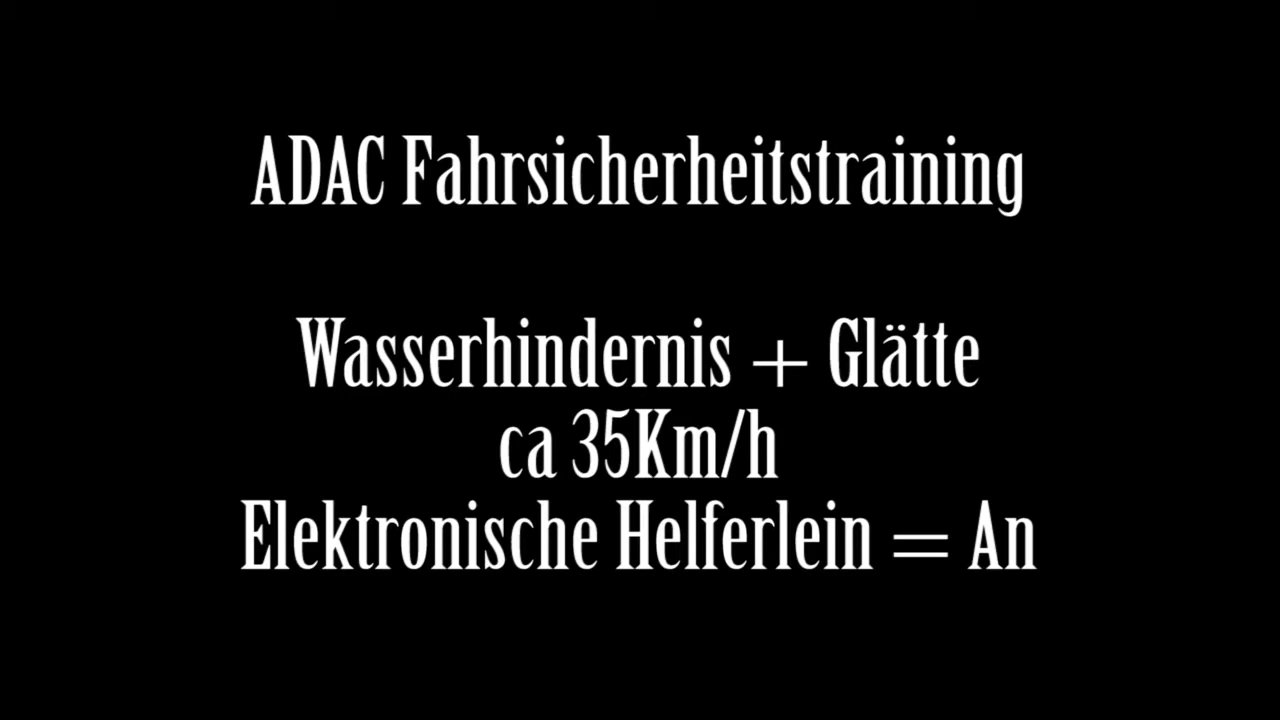 ADAC Fahrsicherheitstraining
Wasserhindernis + Glätte
ca 35Km/h
Elektronische Helferlein = An